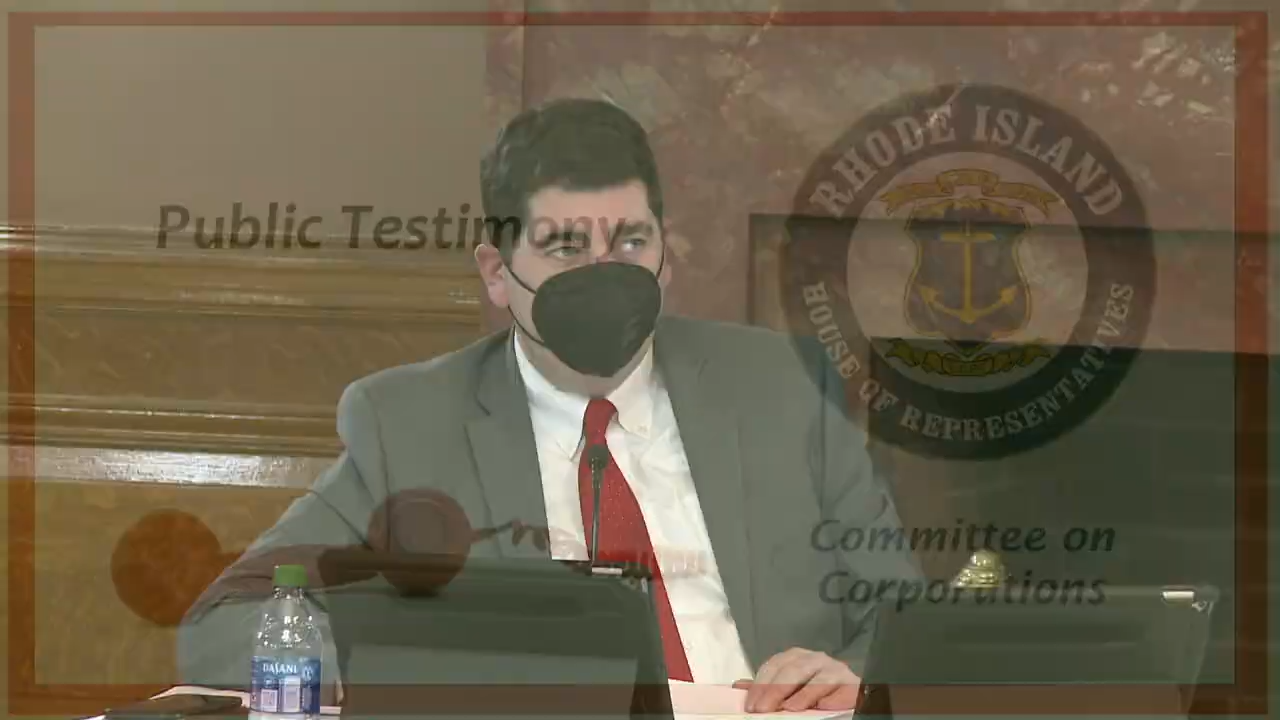 Public Testimony
RHODE ISLAND
HOUSE OF REPRESENTATIVES
Committee on
Corporations
DASANI